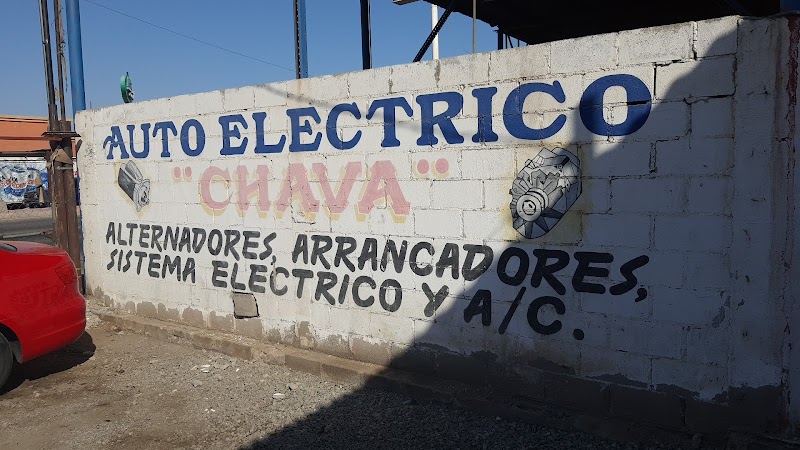 AUTO ELECTRICO
"CHAVA"
ALTERNADORES, ARRANCADORES,
SISTEMA ELECTRICO Y A/C.